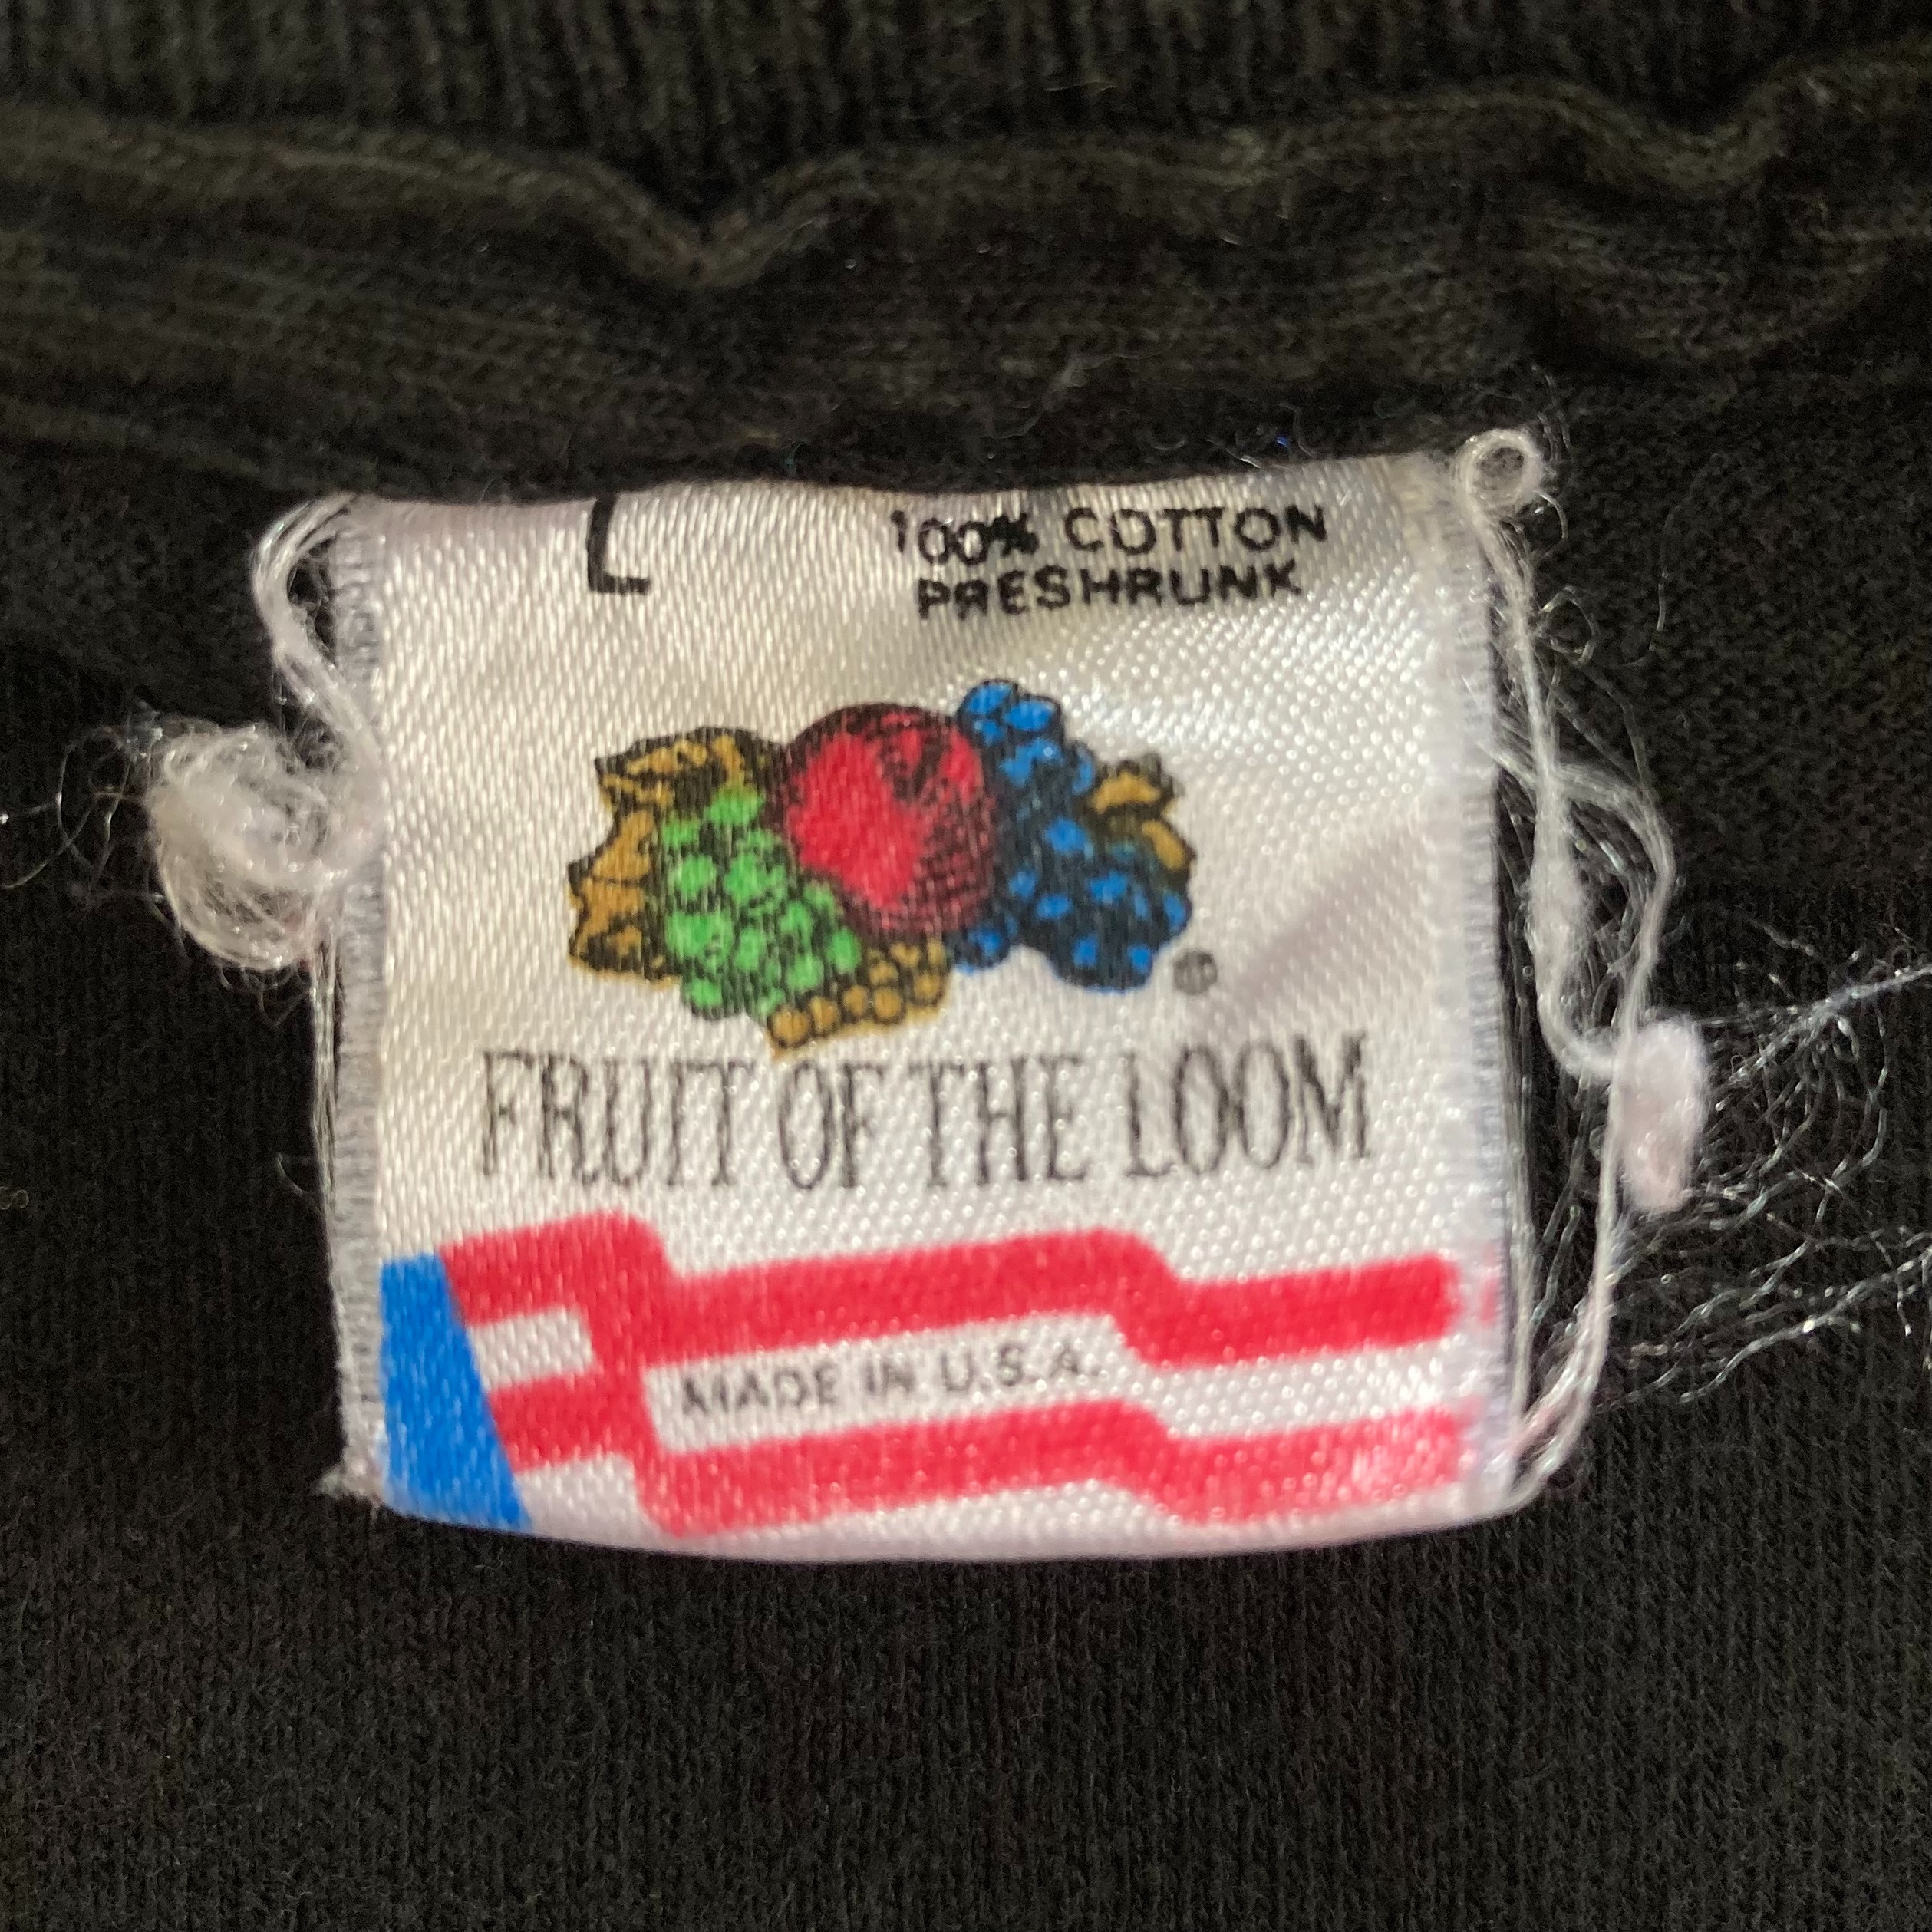 L
100% COTTON
PRESHRUNK
FRUIT OF THE LOOM
MADE IN U.S.A.